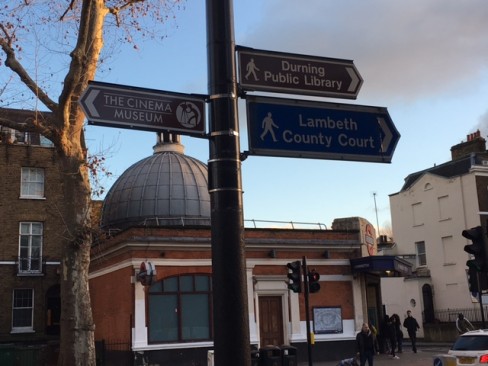 THE CINEMA
MUSEUM
Durning
Public Library
Lambeth
County Court